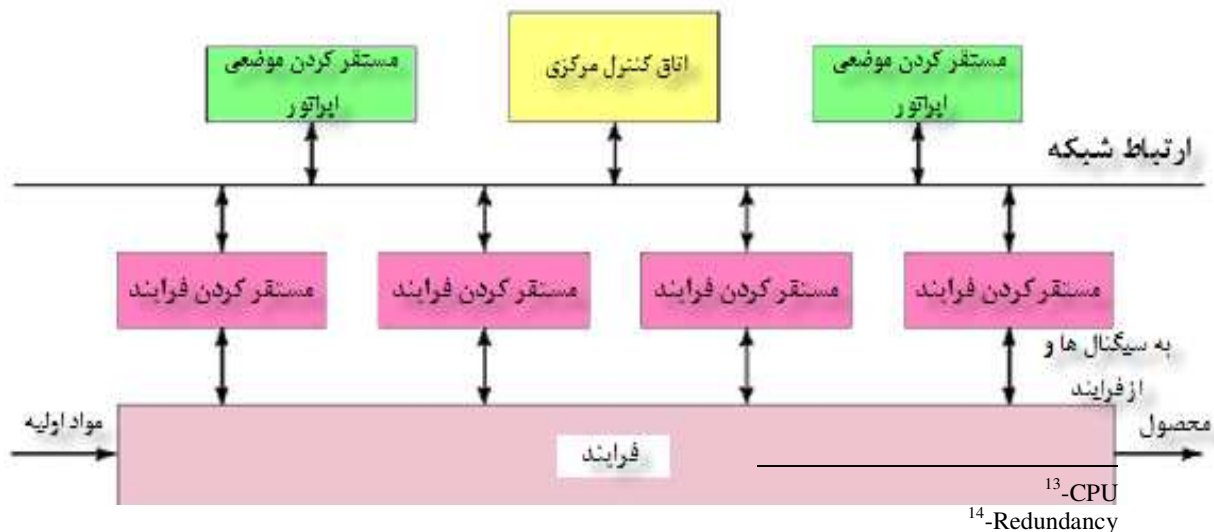 مستقر کردن موضعی
اپراتور
اتاق کنترل مرکزی
مستقر کردن موضعی
اپراتور
ارتباط شبکه
مستقر کردن فرایند
مستقر کردن فرایند
مستقر کردن فرایند
مستقر کردن فرایند
به سیگنال ها و
از فرایند
مواد اولیه
محصول
فرایند
13-CPU
14-Redundancy